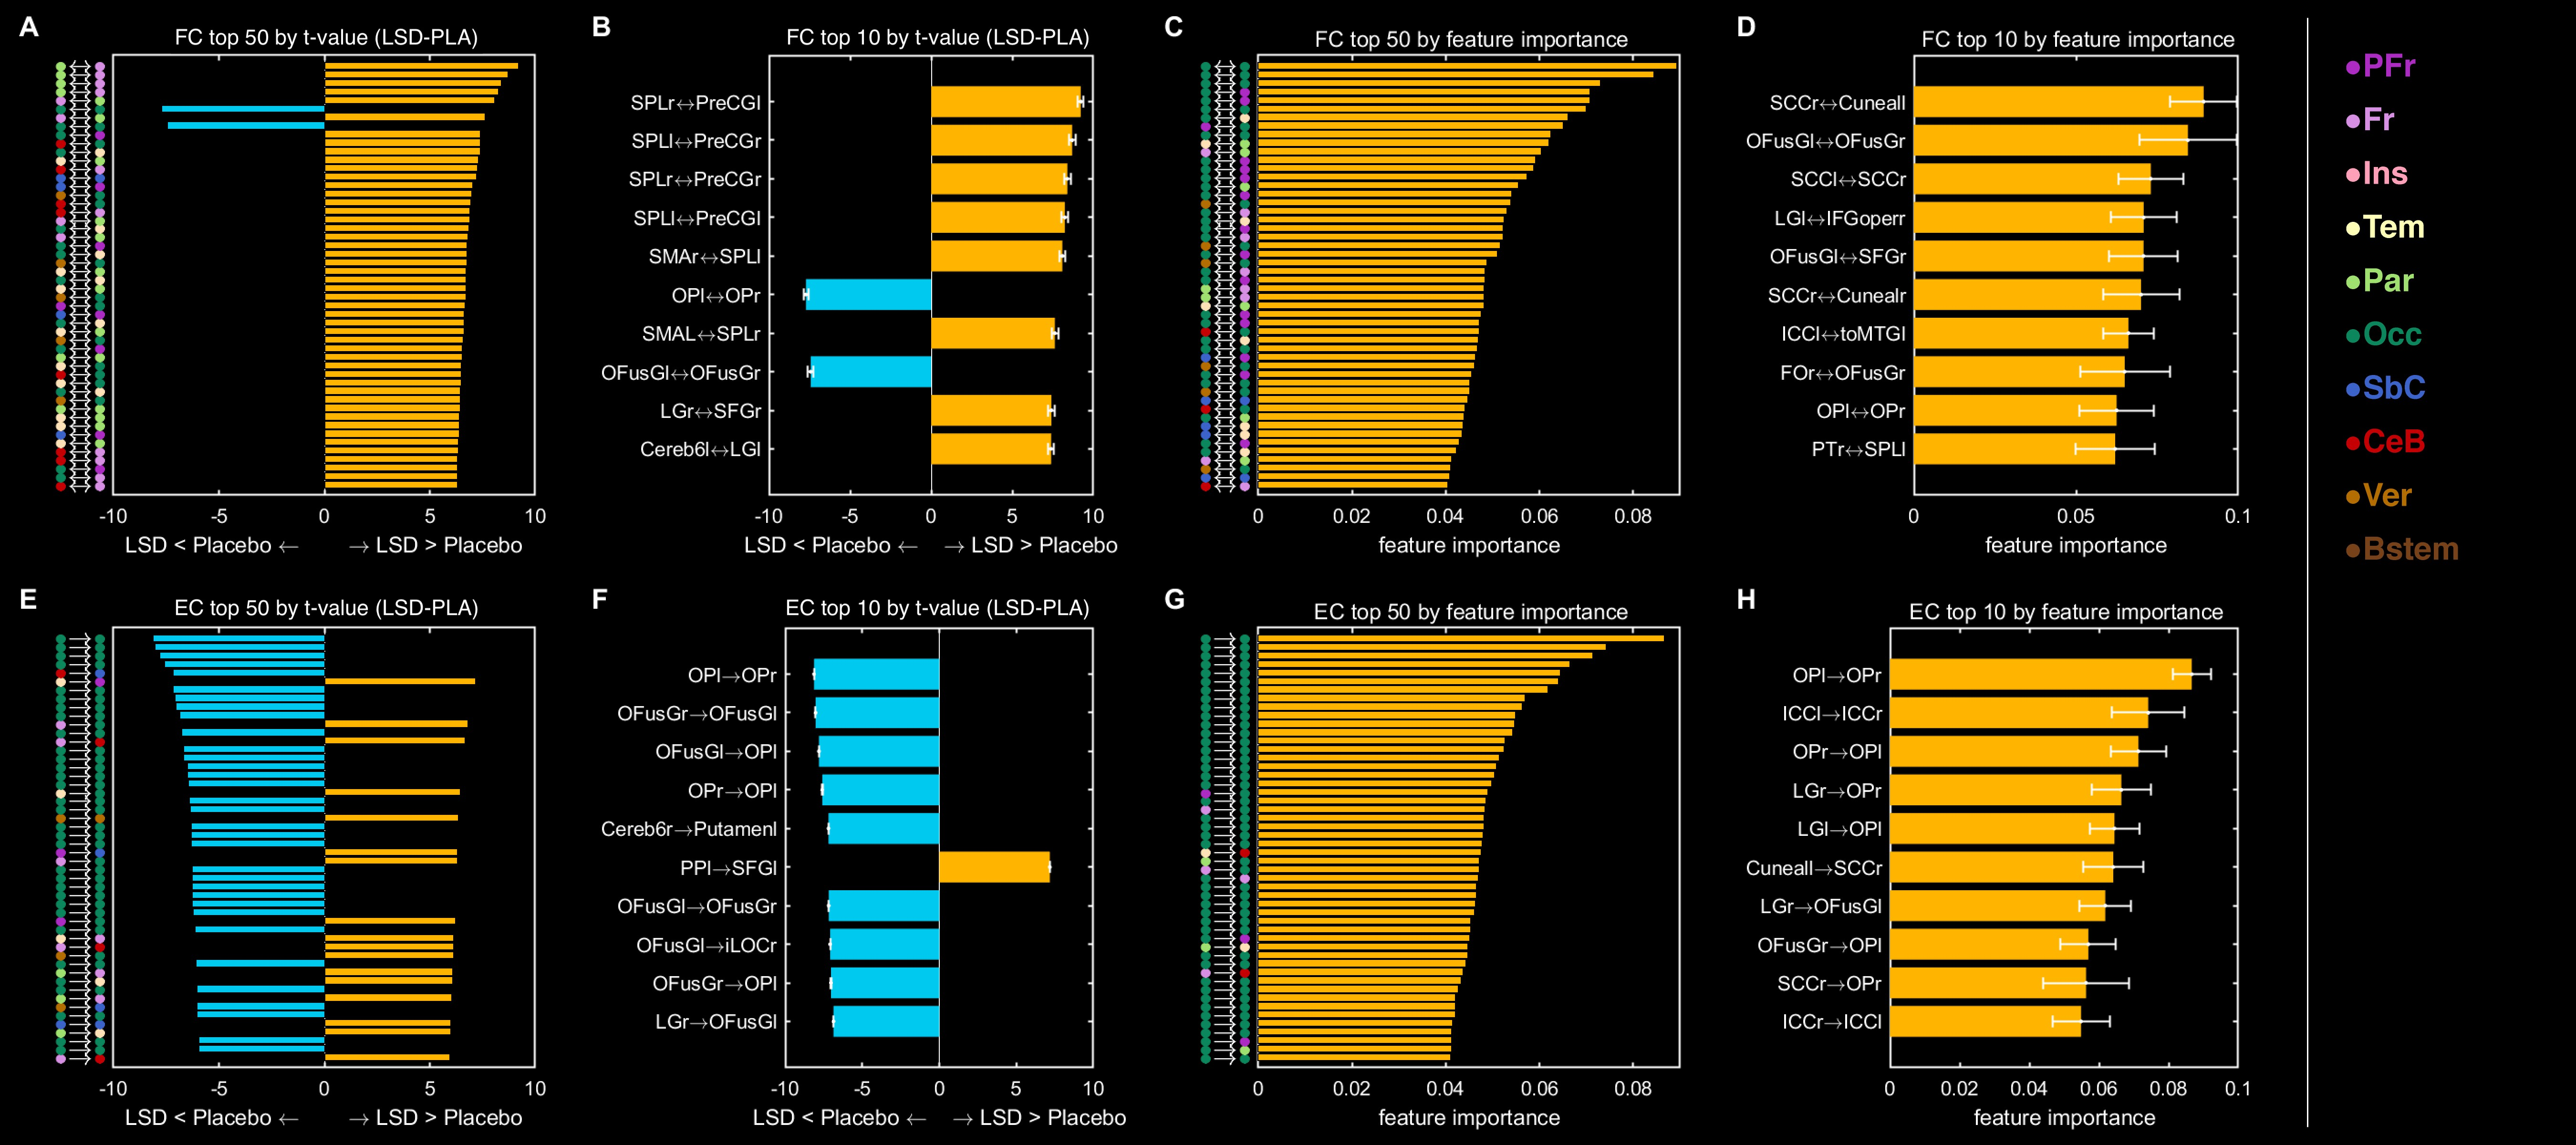 A
FC top 50 by t-value (LSD-PLA)
-10 -5 0 5 10
LSD < Placebo ← → LSD > Placebo
B
FC top 10 by t-value (LSD-PLA)
SPLr↔PreCGl
SPLl↔PreCGr
SPLr↔PreCGr
SPLl↔PreCGl
SMAr↔SPLl
OPl↔OPr
SMAL↔SPLr
OFusGl↔OFusGr
LGr↔SFGr
Cereb6l↔LGl
-10 -5 0 5 10
LSD < Placebo ← → LSD > Placebo
C
FC top 50 by feature importance
0 0.02 0.04 0.06 0.08
feature importance
D
FC top 10 by feature importance
SCCr↔Cuneall
OFusGl↔OFusGr
SCCl↔SCCr
LGl↔IFGoperr
OFusGl↔SFGr
SCCr↔Cunealr
ICCl↔toMTGl
FOr↔OFusGr
OPl↔OPr
PTr↔SPLl
0 0.05 0.1
feature importance
PFr
Fr
Ins
Tem
Par
Occ
SbC
CeB
Ver
Bstem
E
EC top 50 by t-value (LSD-PLA)
-10 -5 0 5 10
LSD < Placebo ← → LSD > Placebo
F
EC top 10 by t-value (LSD-PLA)
OPl→OPr
OFusGr→OFusGl
OFusGl→OPl
OPr→OPl
Cereb6r→Putamenl
PPl→SFGl
OFusGl→OFusGr
OFusGl→iLOCr
OFusGr→OPl
LGr→OFusGl
-10 -5 0 5 10
LSD < Placebo ← → LSD > Placebo
G
EC top 50 by feature importance
0 0.02 0.04 0.06 0.08
feature importance
H
EC top 10 by feature importance
OPl→OPr
ICCl→ICCr
OPr→OPl
LGr→OPr
LGl→OPl
Cuneall→SCCr
LGr→OFusGl
OFusGr→OPl
SCCr→OPr
ICCr→ICCl
0 0.02 0.04 0.06 0.08 0.1
feature importance